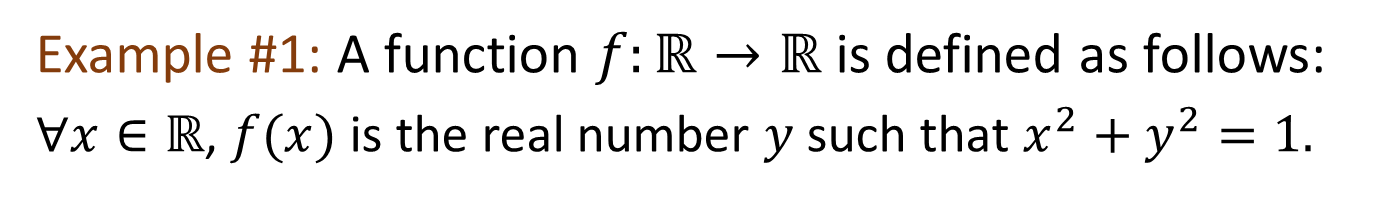 Example #1: A function 𝑓: ℝ → ℝ is defined as follows:
∀𝑥 ∈ ℝ, 𝑓(𝑥) is the real number 𝑦 such that 𝑥² + 𝑦² = 1.